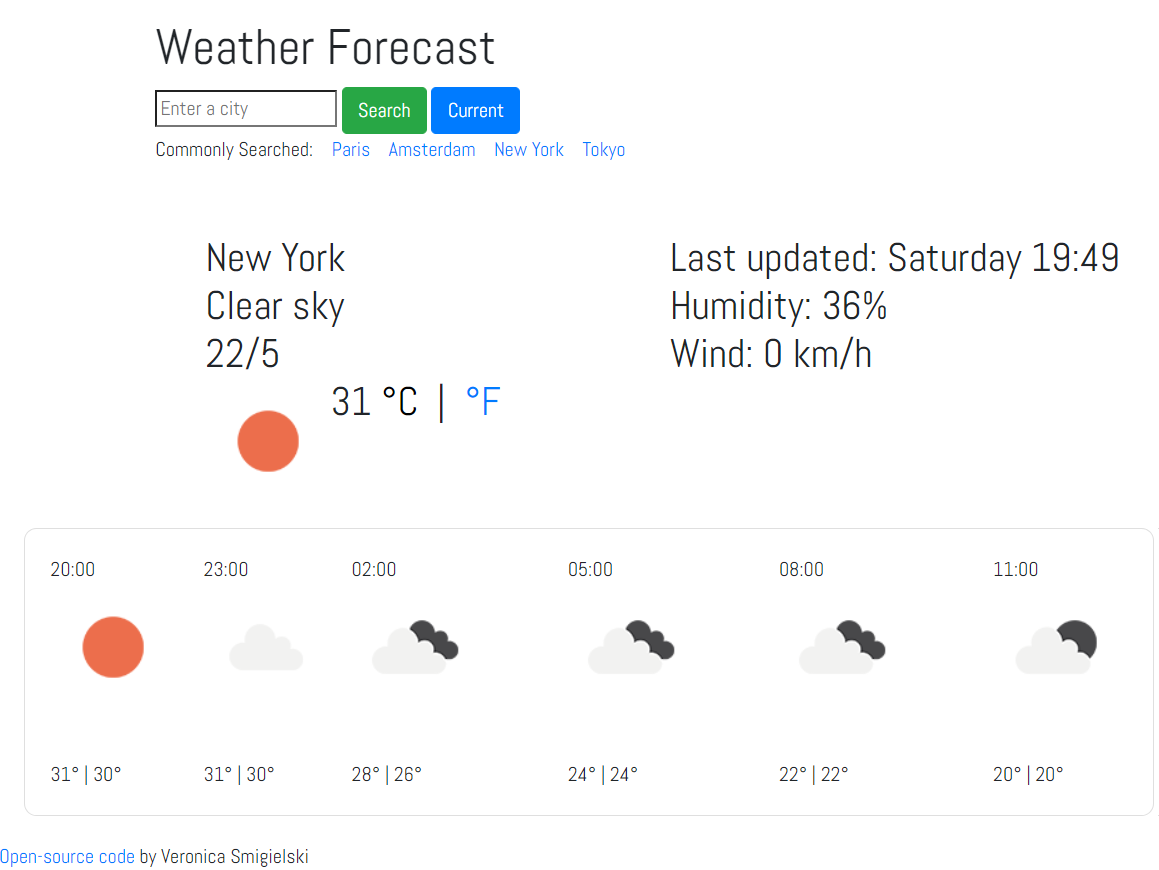 Weather Forecast
Enter a city Search Current
Commonly Searched: Paris Amsterdam New York Tokyo
New York
Clear sky
22/5
31 °C | °F
Last updated: Saturday 19:49
Humidity: 36%
Wind: 0 km/h
20:00 23:00 02:00 05:00 08:00 11:00
31° | 30° 31° | 30° 28° | 26° 24° | 24° 22° | 22° 20° | 20°
Open-source code by Veronica Smigielski